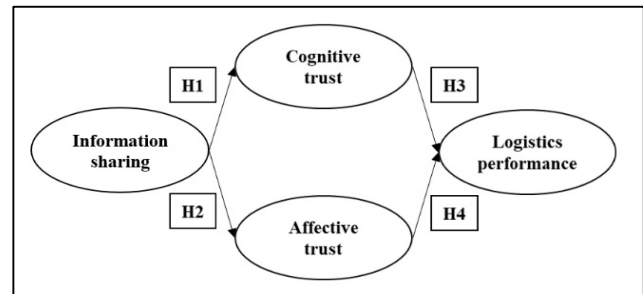 Cognitive
trust
H1
H3
Information
sharing
Logistics
performance
H2
H4
Affective
trust